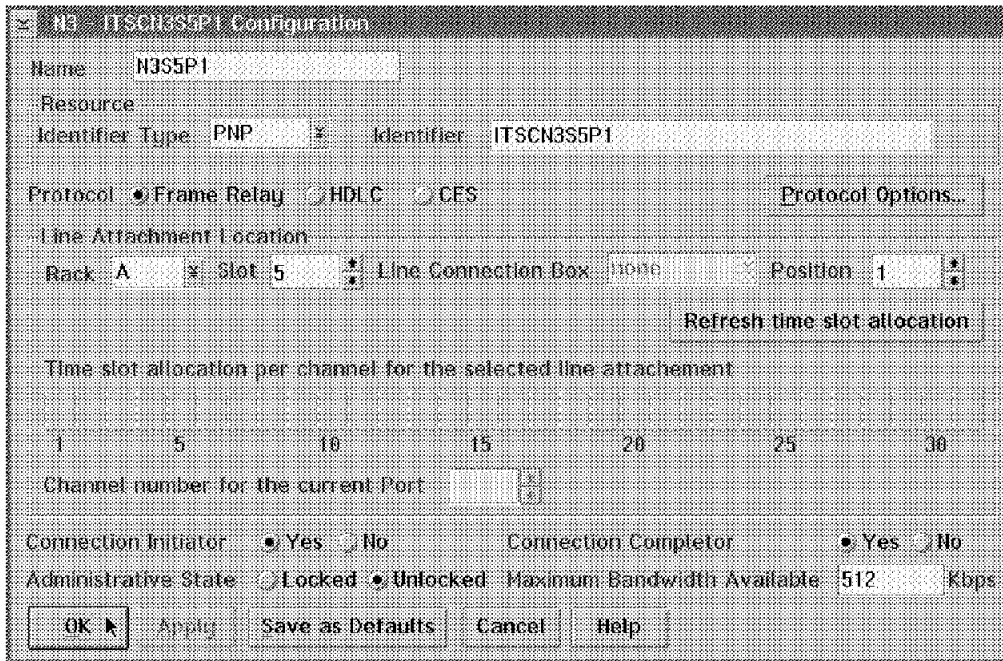 N3 - ITSCN3S5P1 Configuration
Name N3S5P1
Resource
Identifier Type PNP Identifier ITSCN3S5P1
Protocol Frame Relay HDLC CES Protocol Options...
Line Attachment Location
Rack A Slot 5 Line Connection Box none Position 1
Refresh time slot allocation
Time slot allocation per channel for the selected line attachement
1 5 10 15 20 25 30
Channel number for the current Port
Connection Initiator Yes No Connection Completor Yes No
Administrative State Locked Unlocked Maximum Bandwidth Available 512 Kbps
OK Apply Save as Defaults Cancel Help